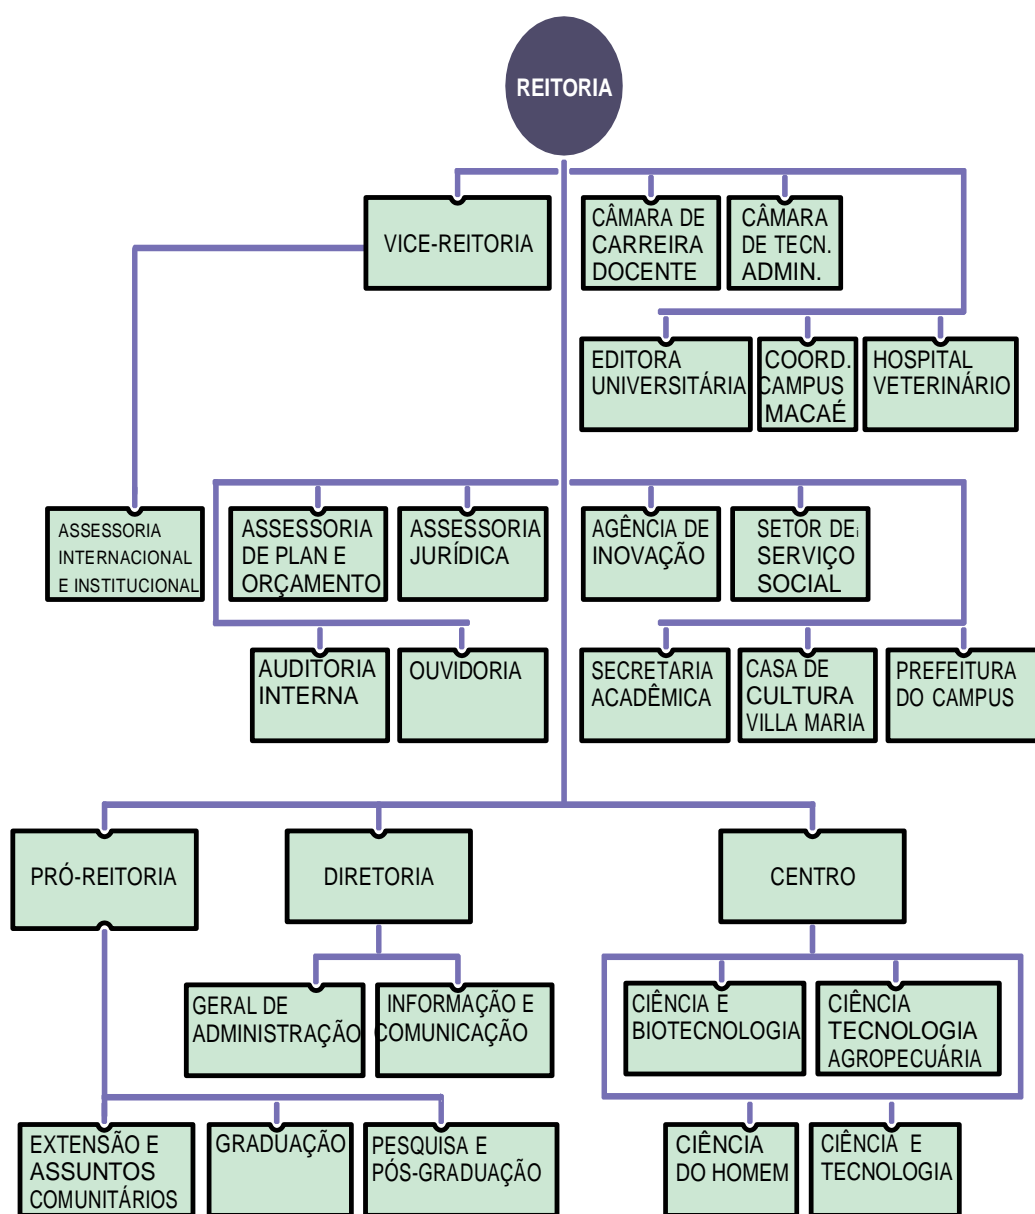 REITORIA
VICE-REITORIA
CÂMARA DE
CARREIRA
DOCENTE
CÂMARA
DE TECN.
ADMIN.
EDITORA
UNIVERSITÁRIA
COORD.
CAMPUS
MACAÉ
HOSPITAL
VETERINÁRIO
ASSESSORIA
INTERNACIONAL
E INSTITUCIONAL
ASSESSORIA
DE PLAN E
ORÇAMENTO
ASSESSORIA
JURÍDICA
AGÊNCIA DE
INOVAÇÃO
SETOR DE
SERVIÇO
SOCIAL
AUDITORIA
INTERNA
OUVIDORIA
SECRETARIA
ACADÊMICA
CASA DE
CULTURA
VILLA MARIA
PREFEITURA
DO CAMPUS
PRÓ-REITORIA
DIRETORIA
CENTRO
GERAL DE
ADMINISTRAÇÃO
INFORMAÇÃO E
COMUNICAÇÃO
CIÊNCIA E
BIOTECNOLOGIA
CIÊNCIA
TECNOLOGIA
AGROPECUÁRIA
EXTENSÃO E
ASSUNTOS
COMUNITÁRIOS
GRADUAÇÃO
PESQUISA E
PÓS-GRADUAÇÃO
CIÊNCIA
DO HOMEM
CIÊNCIA E
TECNOLOGIA